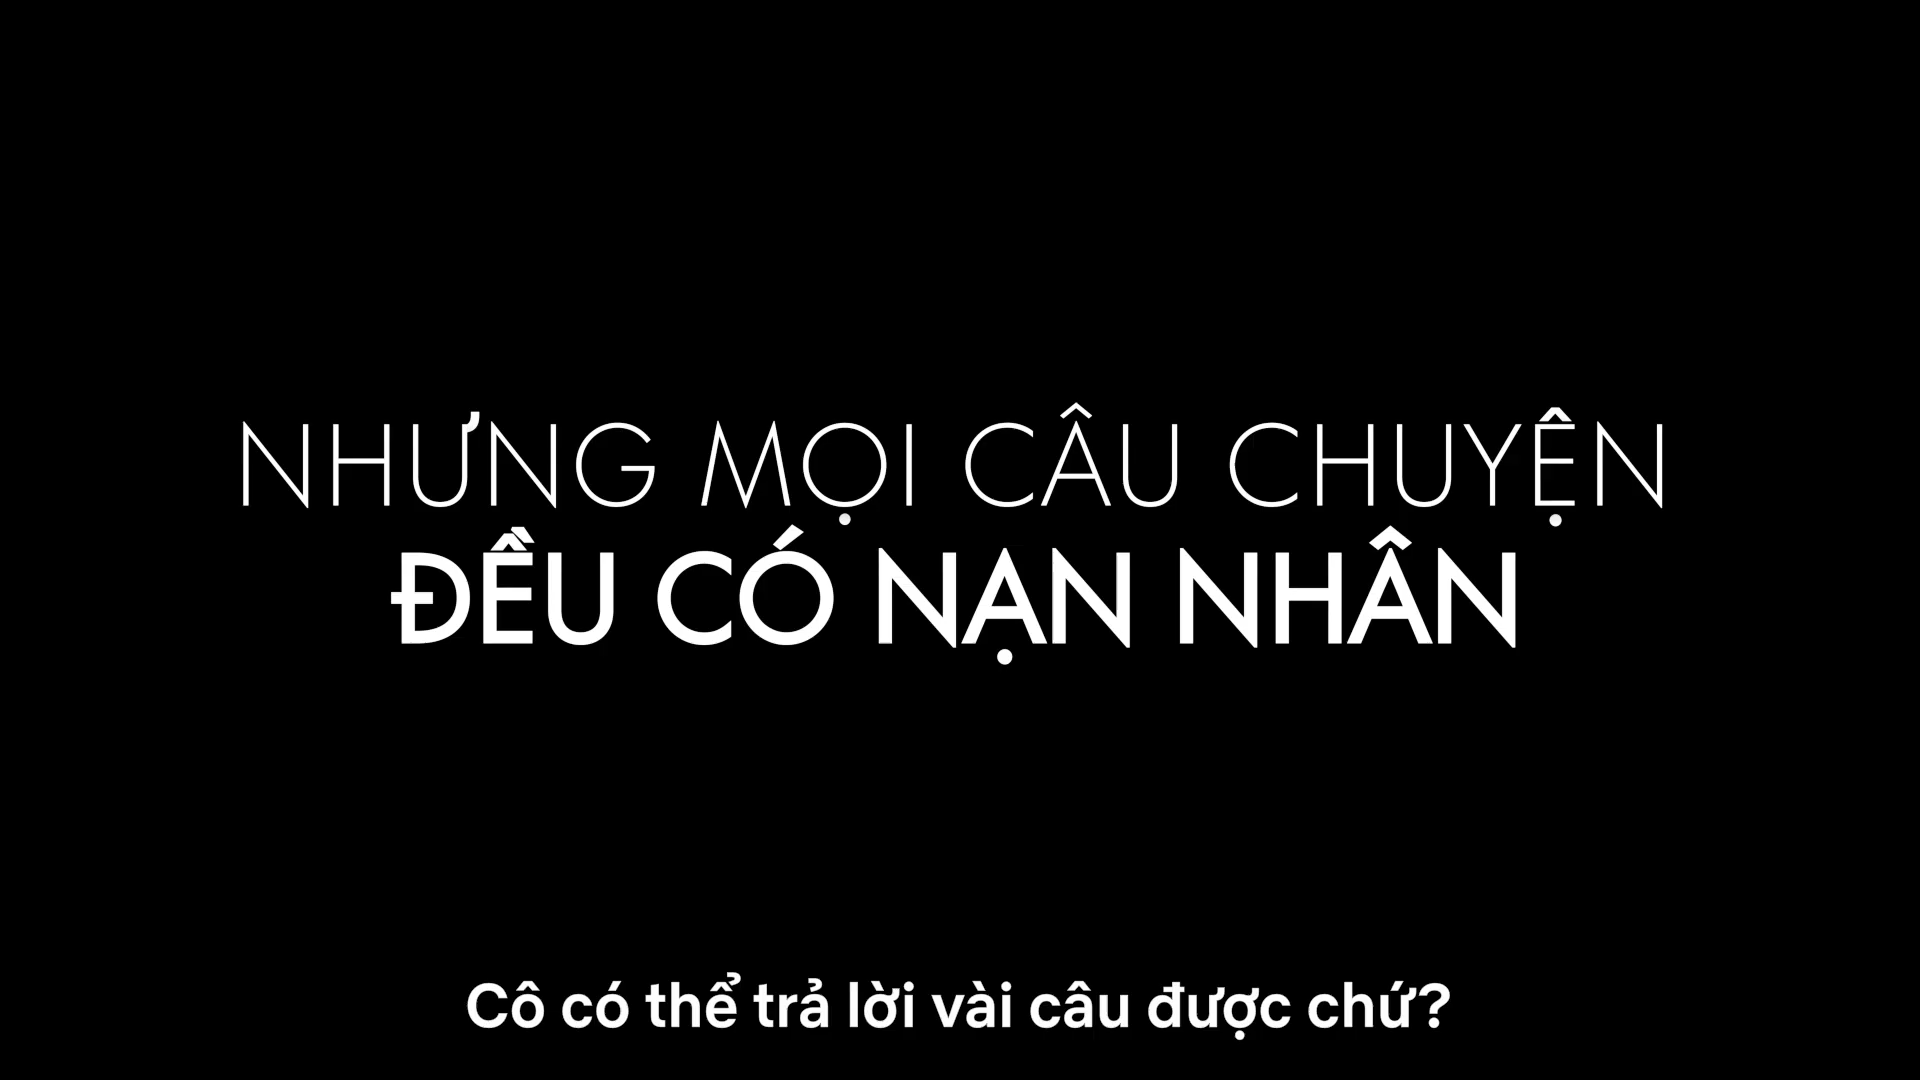 NHƯNG MỌI CÂU CHUYỆN
ĐỀU CÓ NẠN NHÂN
Cô có thể trả lời vài câu được chứ?